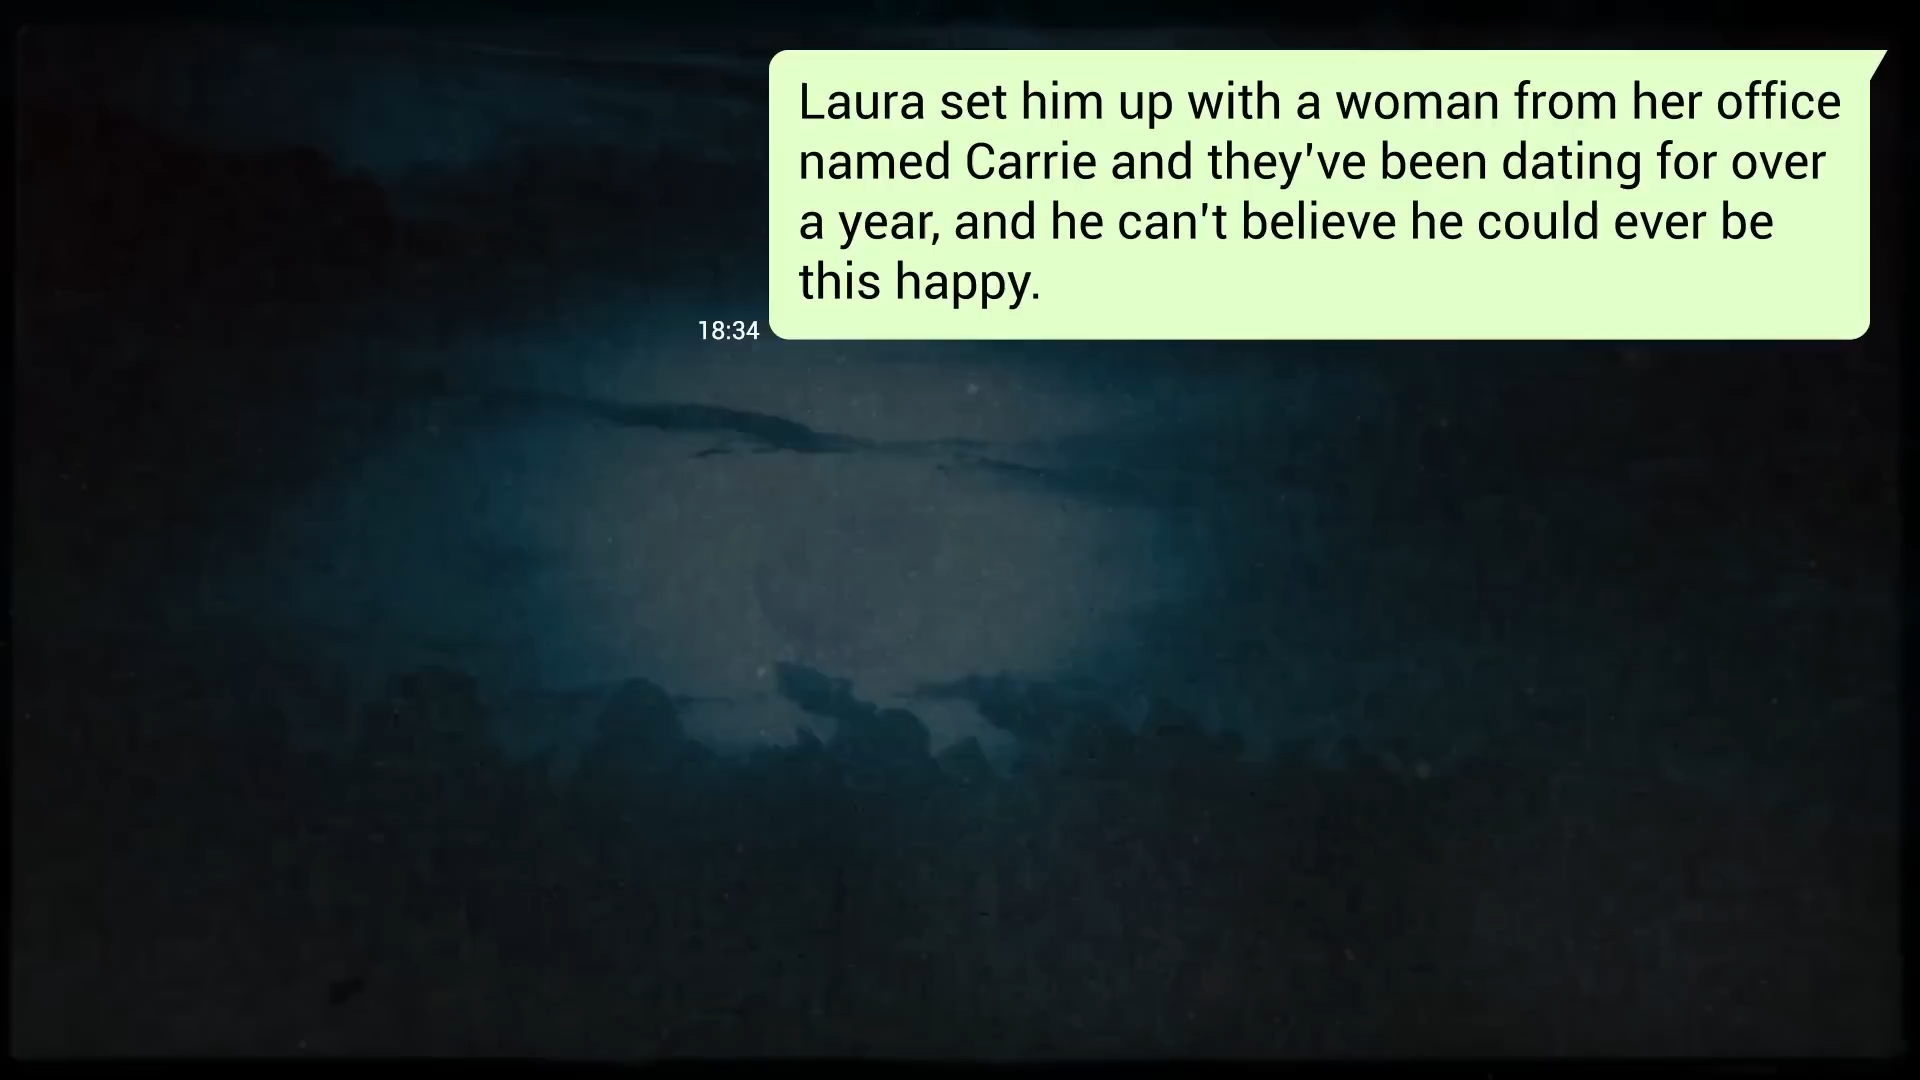 Laura set him up with a woman from her office
named Carrie and they've been dating for over
a year, and he can't believe he could ever be
this happy.
18:34